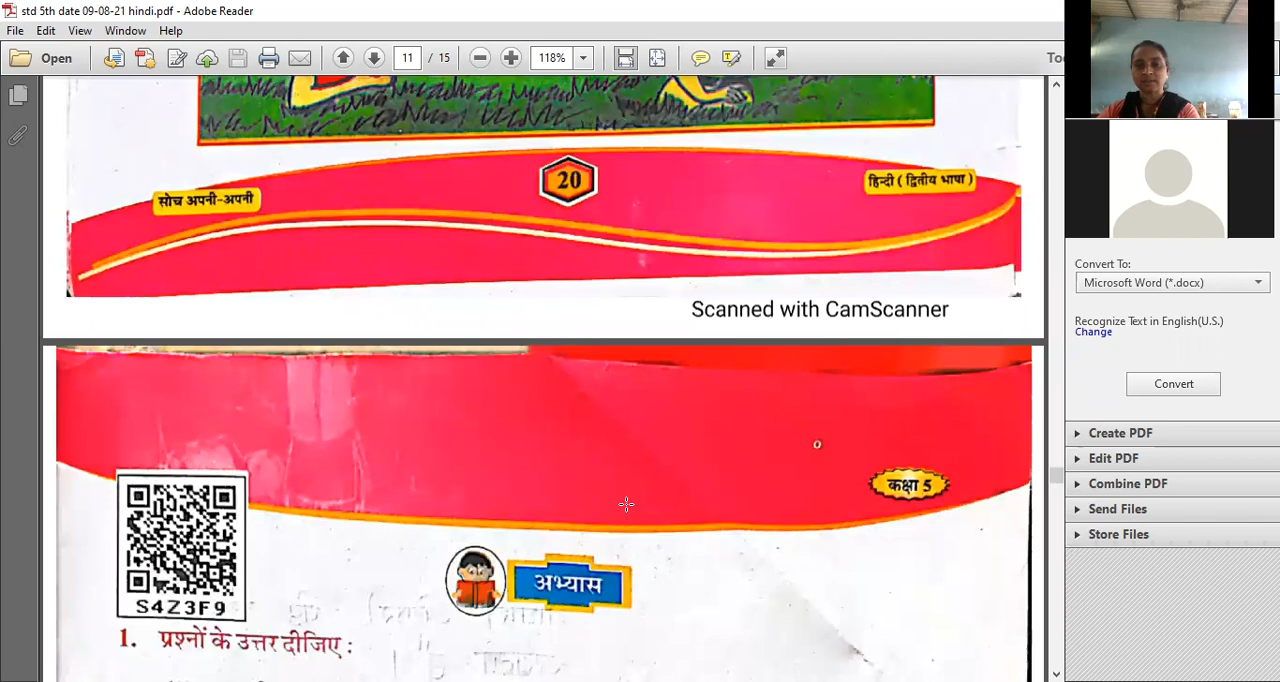 std 5th date 09-08-21 hindi.pdf - Adobe Reader
File Edit View Window Help
Open 11 / 15 118%
सोच अपनी-अपनी
20
हिन्दी ( द्वितीय भाषा )
Scanned with CamScanner
कक्षा 5
S4Z3F9
अभ्यास
1. प्रश्नों के उत्तर दीजिए :
Convert To:
Microsoft Word (*.docx)
Recognize Text in English(U.S.)
Change
Convert
Create PDF
Edit PDF
Combine PDF
Send Files
Store Files